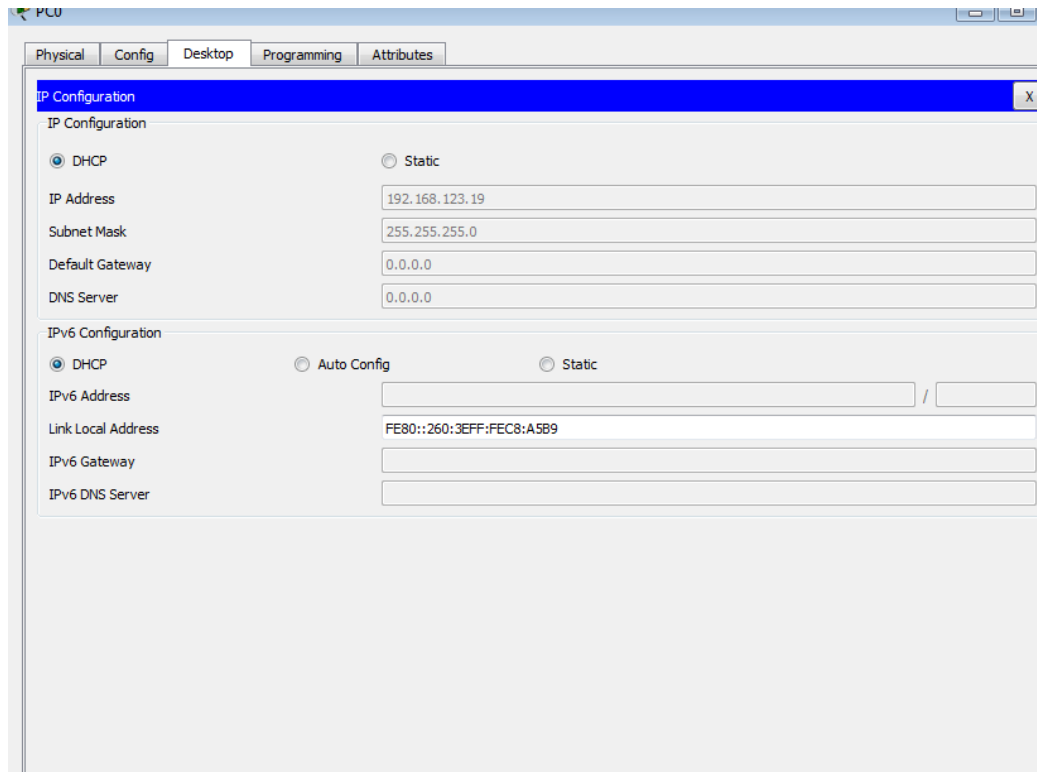 PC0
Physical Config Desktop Programming Attributes
IP Configuration X
IP Configuration
DHCP Static
IP Address 192.168.123.19
Subnet Mask 255.255.255.0
Default Gateway 0.0.0.0
DNS Server 0.0.0.0
IPv6 Configuration
DHCP Auto Config Static
IPv6 Address /
Link Local Address FE80::260:3EFF:FEC8:A5B9
IPv6 Gateway
IPv6 DNS Server